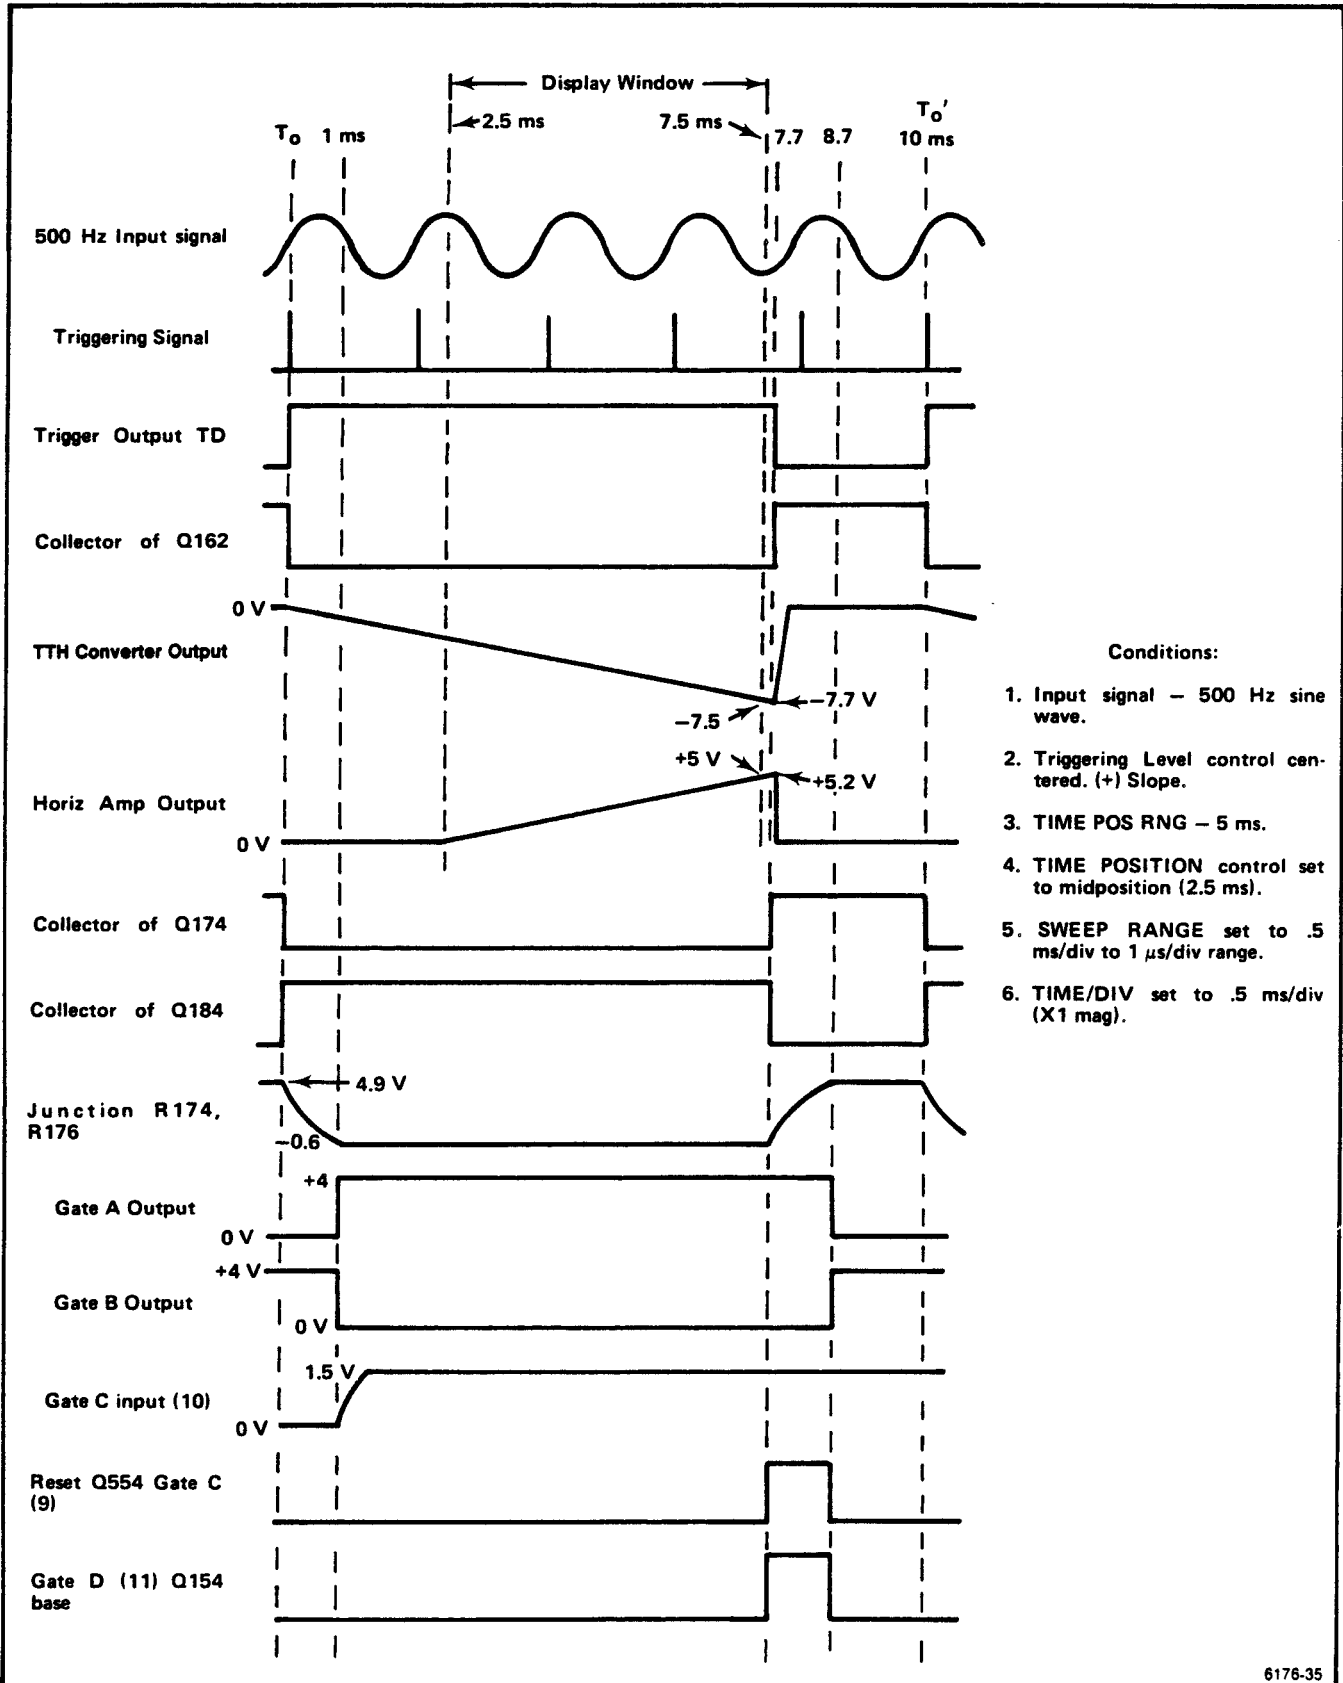 Display Window
2.5 ms
7.5 ms
To
1 ms
7.7
8.7
To'
10 ms
500 Hz Input signal
Triggering Signal
Trigger Output TD
Collector of Q162
0 V
TTH Converter Output
−7.7 V
−7.5
+5 V
+5.2 V
Horiz Amp Output
0 V
Collector of Q174
Collector of Q184
4.9 V
Junction R174,
R176
−0.6
+4
Gate A Output
0 V
+4 V
Gate B Output
0 V
1.5 V
Gate C input (10)
0 V
Reset Q554 Gate C
(9)
Gate D (11) Q154
base
Conditions:
1. Input signal – 500 Hz sine
wave.
2. Triggering Level control cen-
tered. (+) Slope.
3. TIME POS RNG – 5 ms.
4. TIME POSITION control set
to midposition (2.5 ms).
5. SWEEP RANGE set to .5
ms/div to 1 μs/div range.
6. TIME/DIV set to .5 ms/div
(X1 mag).
6176-35